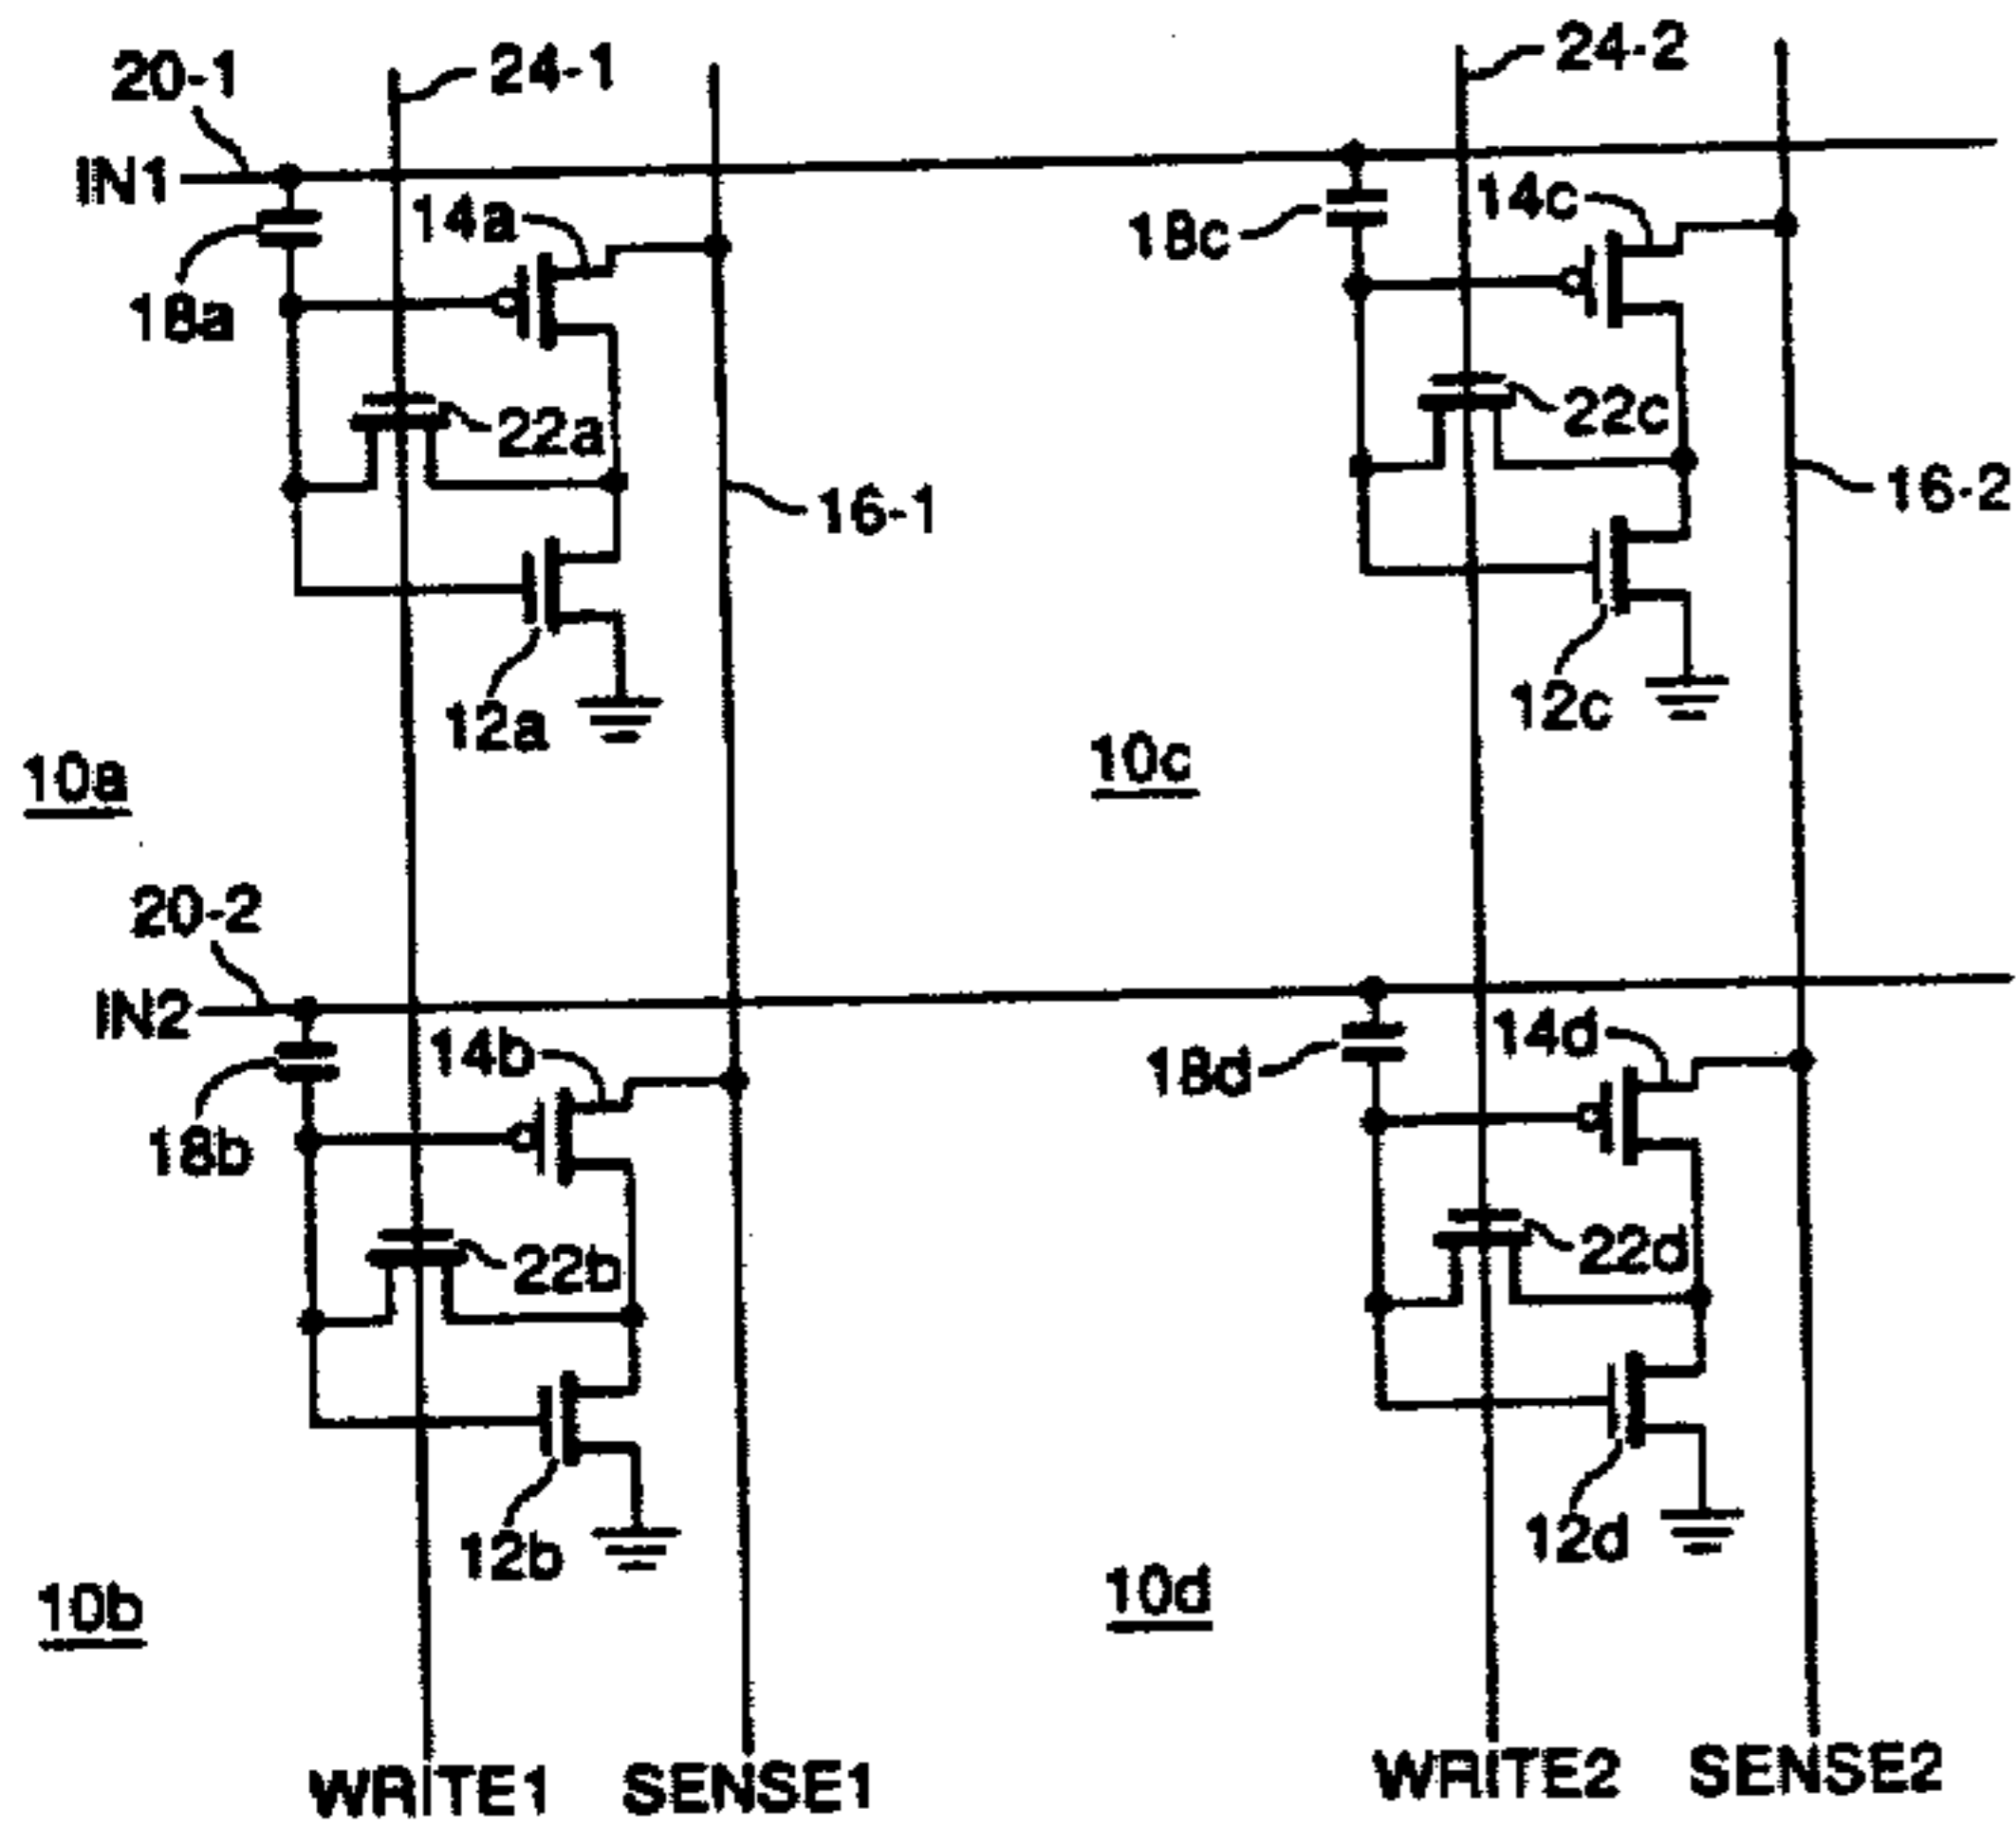 20-1
24-1
24-2
IN1
14a
14c
18c
18a
22a
22c
16-1
16-2
12a
12c
10a
10c
20-2
IN2
14b
14d
18d
18b
22b
22d
12b
12d
10b
10d
WRITE1
SENSE1
WRITE2
SENSE2